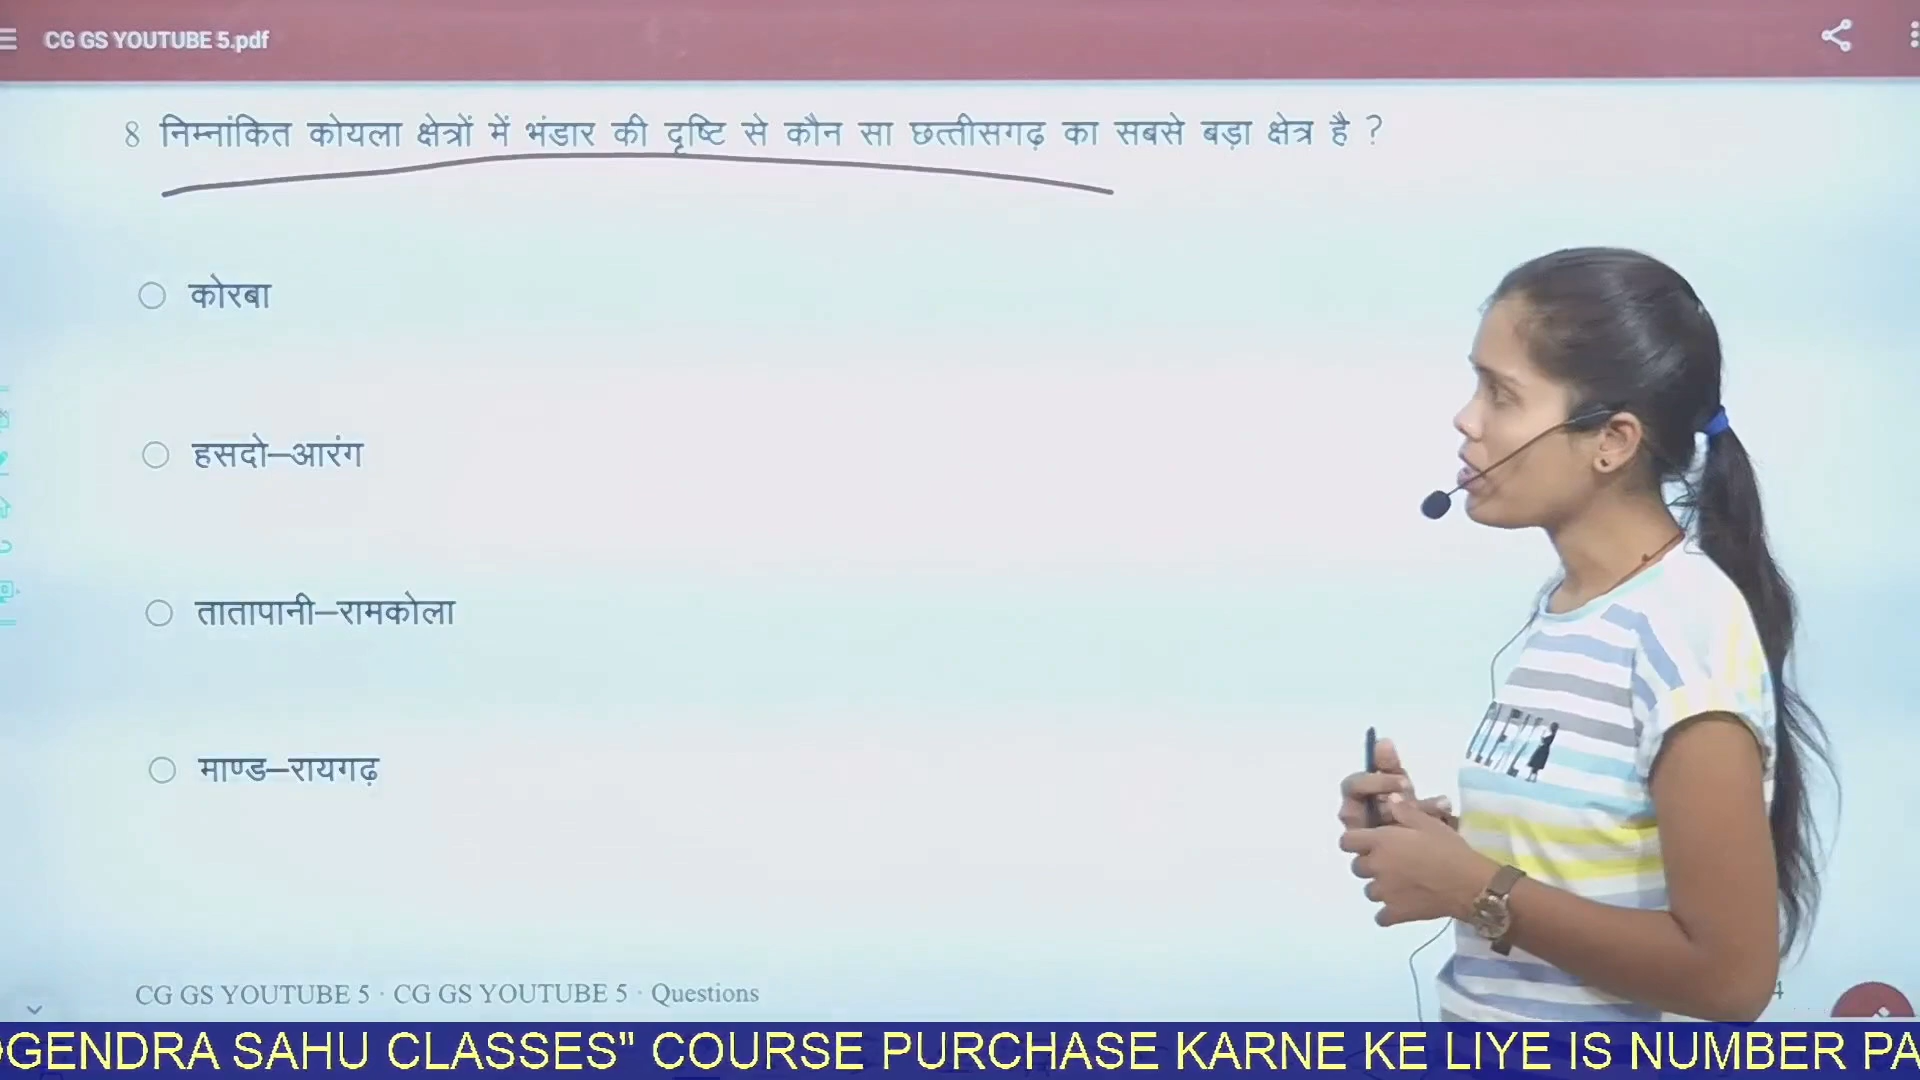 CG GS YOUTUBE 5.pdf
8 निम्नांकित कोयला क्षेत्रों में भंडार की दृष्टि से कौन सा छत्तीसगढ़ का सबसे बड़ा क्षेत्र है ?
कोरबा
हसदो–आरंग
तातापानी–रामकोला
माण्ड–रायगढ़
CG GS YOUTUBE 5 · CG GS YOUTUBE 5 · Questions
GENDRA SAHU CLASSES" COURSE PURCHASE KARNE KE LIYE IS NUMBER PA